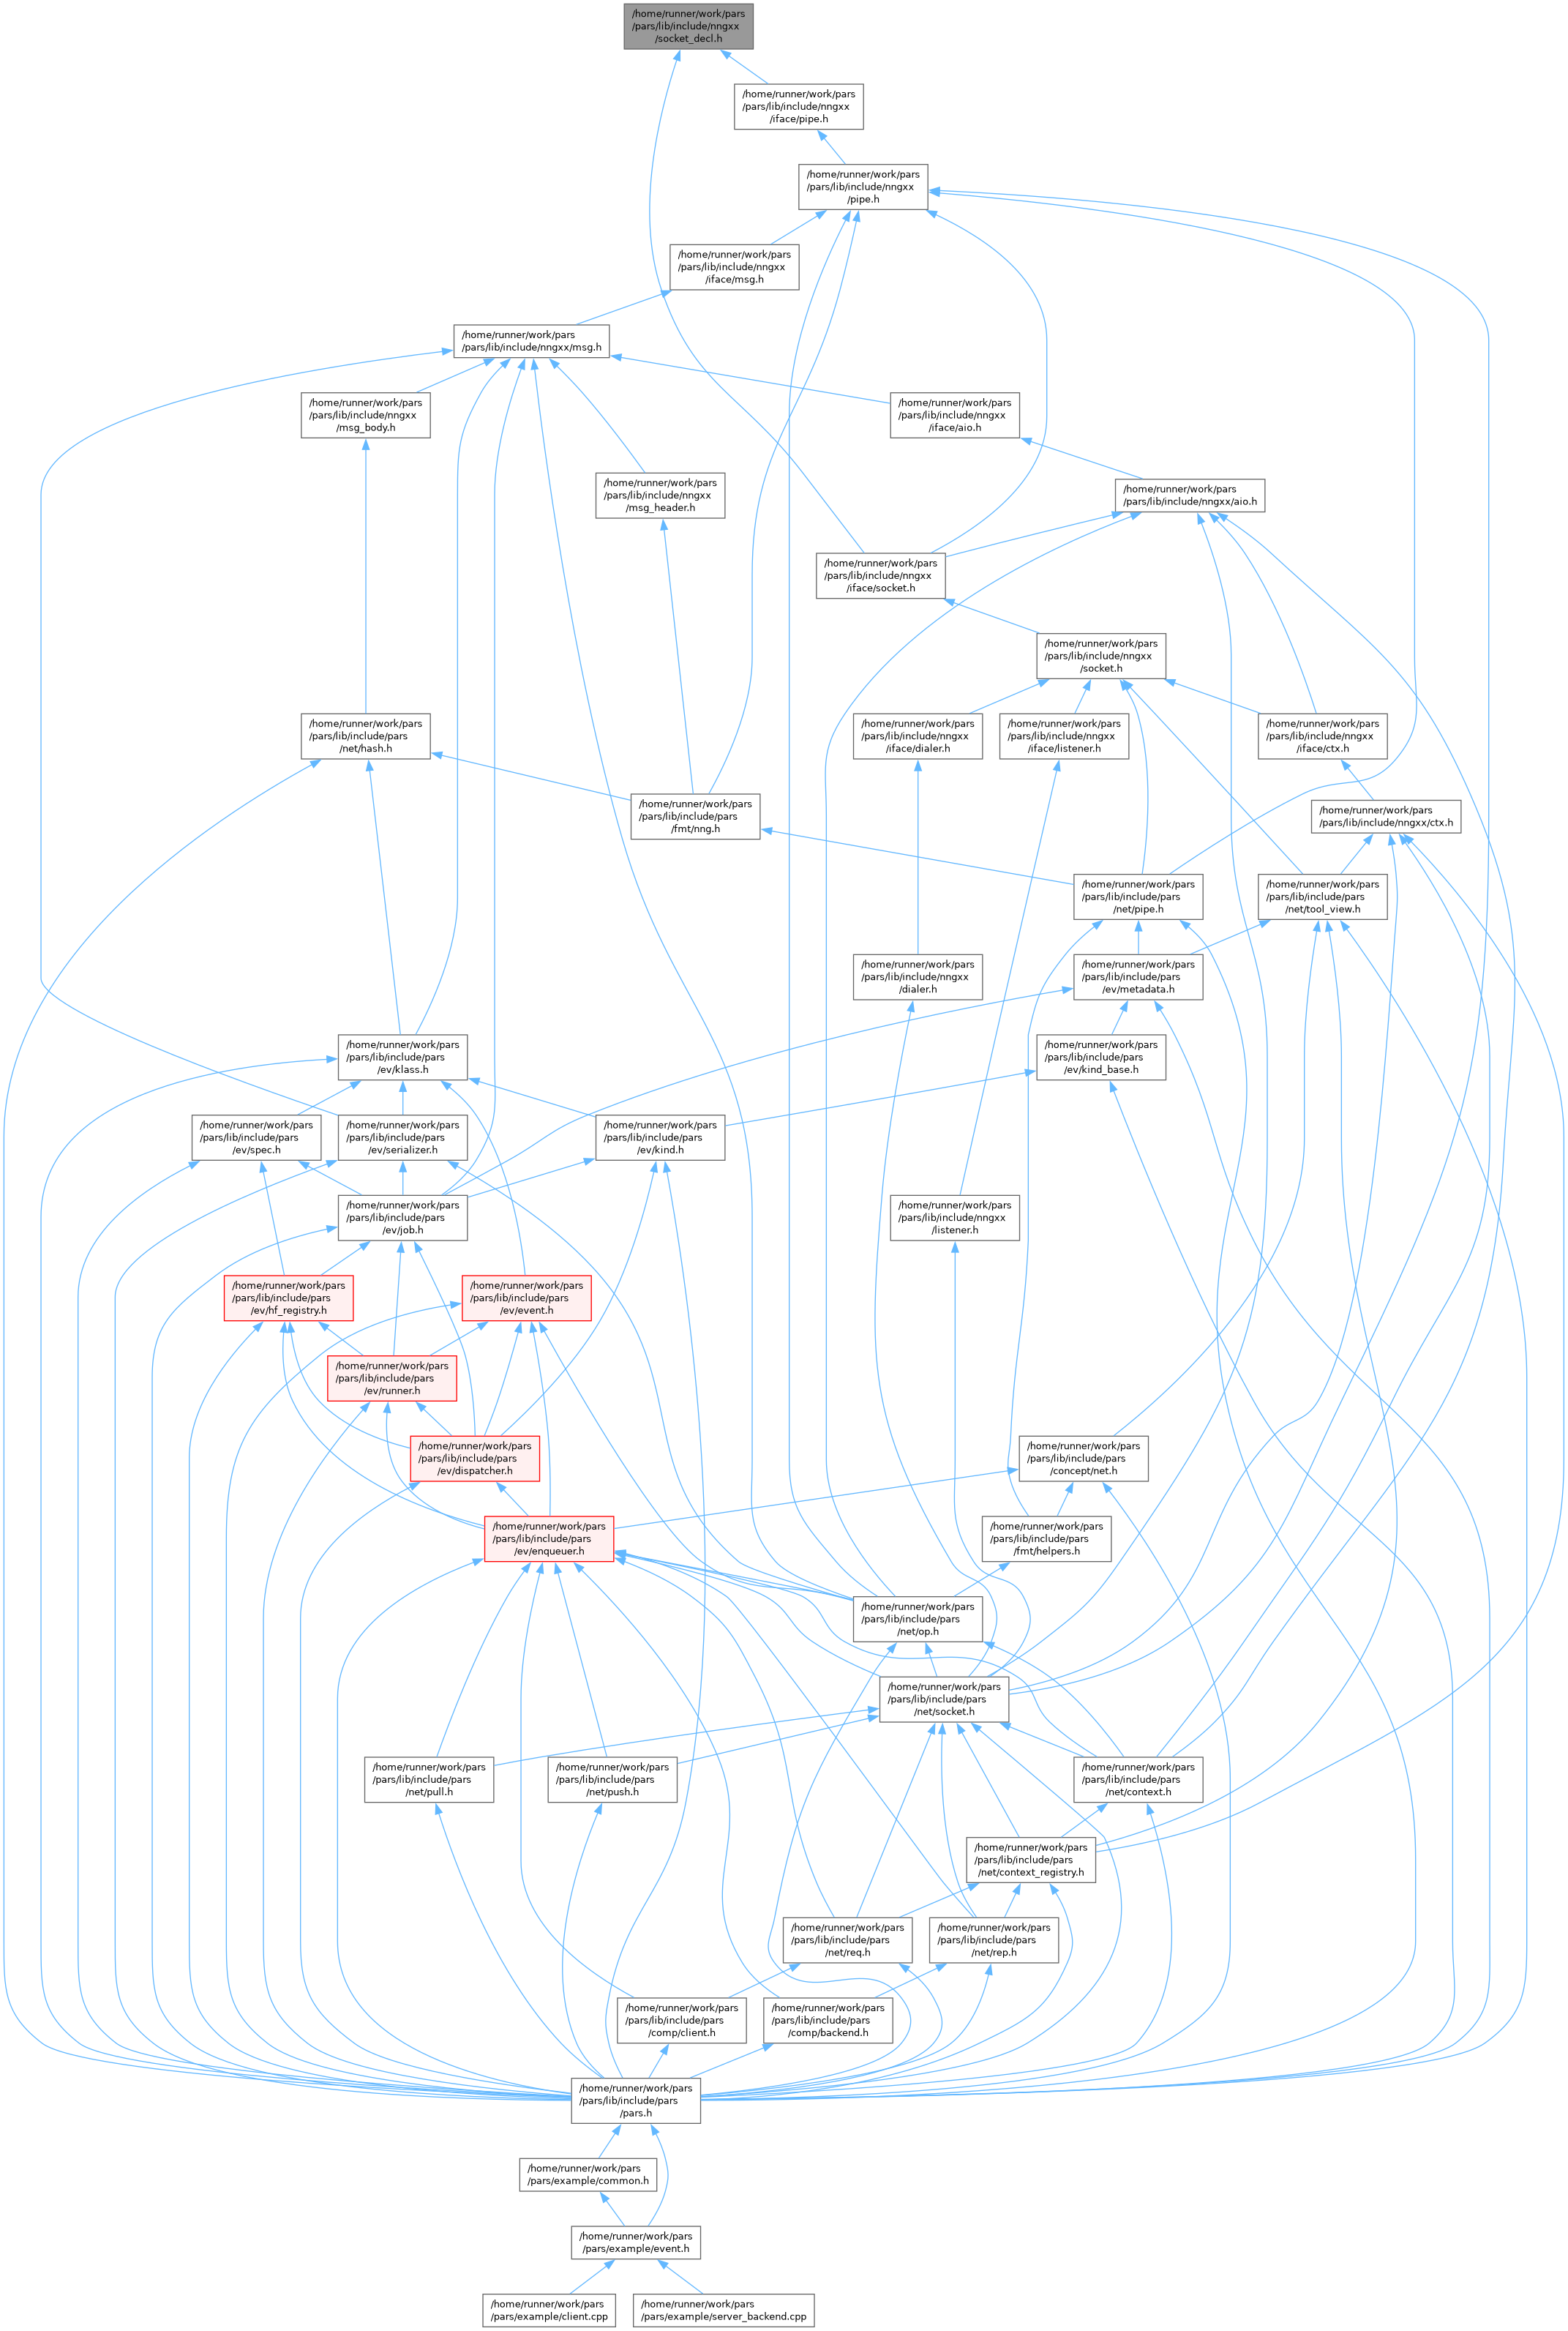 /home/runner/work/pars
/pars/lib/include/nngxx
/socket_decl.h
/home/runner/work/pars
/pars/lib/include/nngxx
/iface/pipe.h
/home/runner/work/pars
/pars/lib/include/nngxx
/pipe.h
/home/runner/work/pars
/pars/lib/include/nngxx
/iface/msg.h
/home/runner/work/pars
/pars/lib/include/nngxx/msg.h
/home/runner/work/pars
/pars/lib/include/nngxx
/msg_body.h
/home/runner/work/pars
/pars/lib/include/nngxx
/iface/aio.h
/home/runner/work/pars
/pars/lib/include/nngxx
/msg_header.h
/home/runner/work/pars
/pars/lib/include/nngxx/aio.h
/home/runner/work/pars
/pars/lib/include/nngxx
/iface/socket.h
/home/runner/work/pars
/pars/lib/include/nngxx
/socket.h
/home/runner/work/pars
/pars/lib/include/pars
/net/hash.h
/home/runner/work/pars
/pars/lib/include/nngxx
/iface/dialer.h
/home/runner/work/pars
/pars/lib/include/nngxx
/iface/listener.h
/home/runner/work/pars
/pars/lib/include/nngxx
/iface/ctx.h
/home/runner/work/pars
/pars/lib/include/pars
/fmt/nng.h
/home/runner/work/pars
/pars/lib/include/nngxx/ctx.h
/home/runner/work/pars
/pars/lib/include/pars
/net/pipe.h
/home/runner/work/pars
/pars/lib/include/pars
/net/tool_view.h
/home/runner/work/pars
/pars/lib/include/nngxx
/dialer.h
/home/runner/work/pars
/pars/lib/include/pars
/ev/metadata.h
/home/runner/work/pars
/pars/lib/include/pars
/ev/klass.h
/home/runner/work/pars
/pars/lib/include/pars
/ev/kind_base.h
/home/runner/work/pars
/pars/lib/include/pars
/ev/spec.h
/home/runner/work/pars
/pars/lib/include/pars
/ev/serializer.h
/home/runner/work/pars
/pars/lib/include/pars
/ev/kind.h
/home/runner/work/pars
/pars/lib/include/pars
/ev/job.h
/home/runner/work/pars
/pars/lib/include/nngxx
/listener.h
/home/runner/work/pars
/pars/lib/include/pars
/ev/hf_registry.h
/home/runner/work/pars
/pars/lib/include/pars
/ev/event.h
/home/runner/work/pars
/pars/lib/include/pars
/ev/runner.h
/home/runner/work/pars
/pars/lib/include/pars
/ev/dispatcher.h
/home/runner/work/pars
/pars/lib/include/pars
/concept/net.h
/home/runner/work/pars
/pars/lib/include/pars
/ev/enqueuer.h
/home/runner/work/pars
/pars/lib/include/pars
/fmt/helpers.h
/home/runner/work/pars
/pars/lib/include/pars
/net/op.h
/home/runner/work/pars
/pars/lib/include/pars
/net/socket.h
/home/runner/work/pars
/pars/lib/include/pars
/net/pull.h
/home/runner/work/pars
/pars/lib/include/pars
/net/push.h
/home/runner/work/pars
/pars/lib/include/pars
/net/context.h
/home/runner/work/pars
/pars/lib/include/pars
/net/context_registry.h
/home/runner/work/pars
/pars/lib/include/pars
/net/req.h
/home/runner/work/pars
/pars/lib/include/pars
/net/rep.h
/home/runner/work/pars
/pars/lib/include/pars
/comp/client.h
/home/runner/work/pars
/pars/lib/include/pars
/comp/backend.h
/home/runner/work/pars
/pars/lib/include/pars
/pars.h
/home/runner/work/pars
/pars/example/common.h
/home/runner/work/pars
/pars/example/event.h
/home/runner/work/pars
/pars/example/client.cpp
/home/runner/work/pars
/pars/example/server_backend.cpp